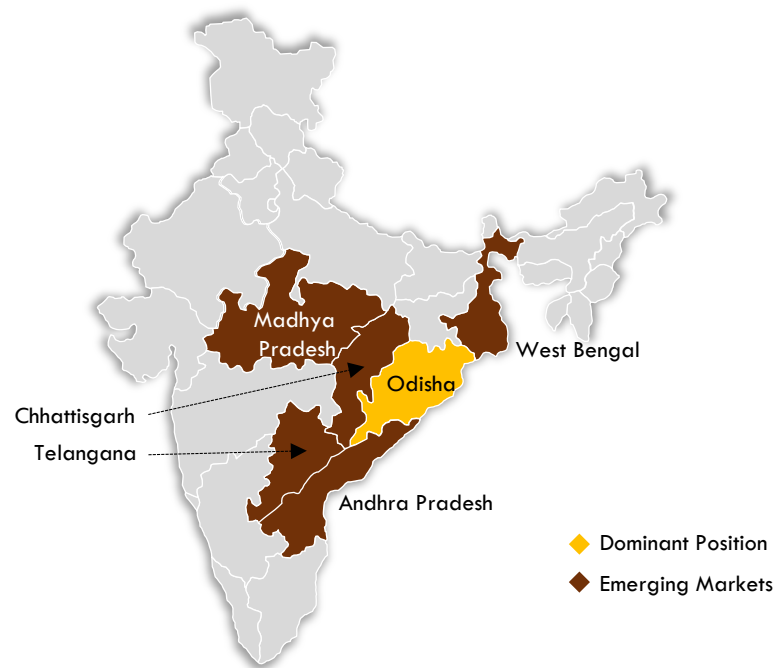 Madhya
Pradesh
West Bengal
Odisha
Chhattisgarh
Telangana
Andhra Pradesh
Dominant Position
Emerging Markets